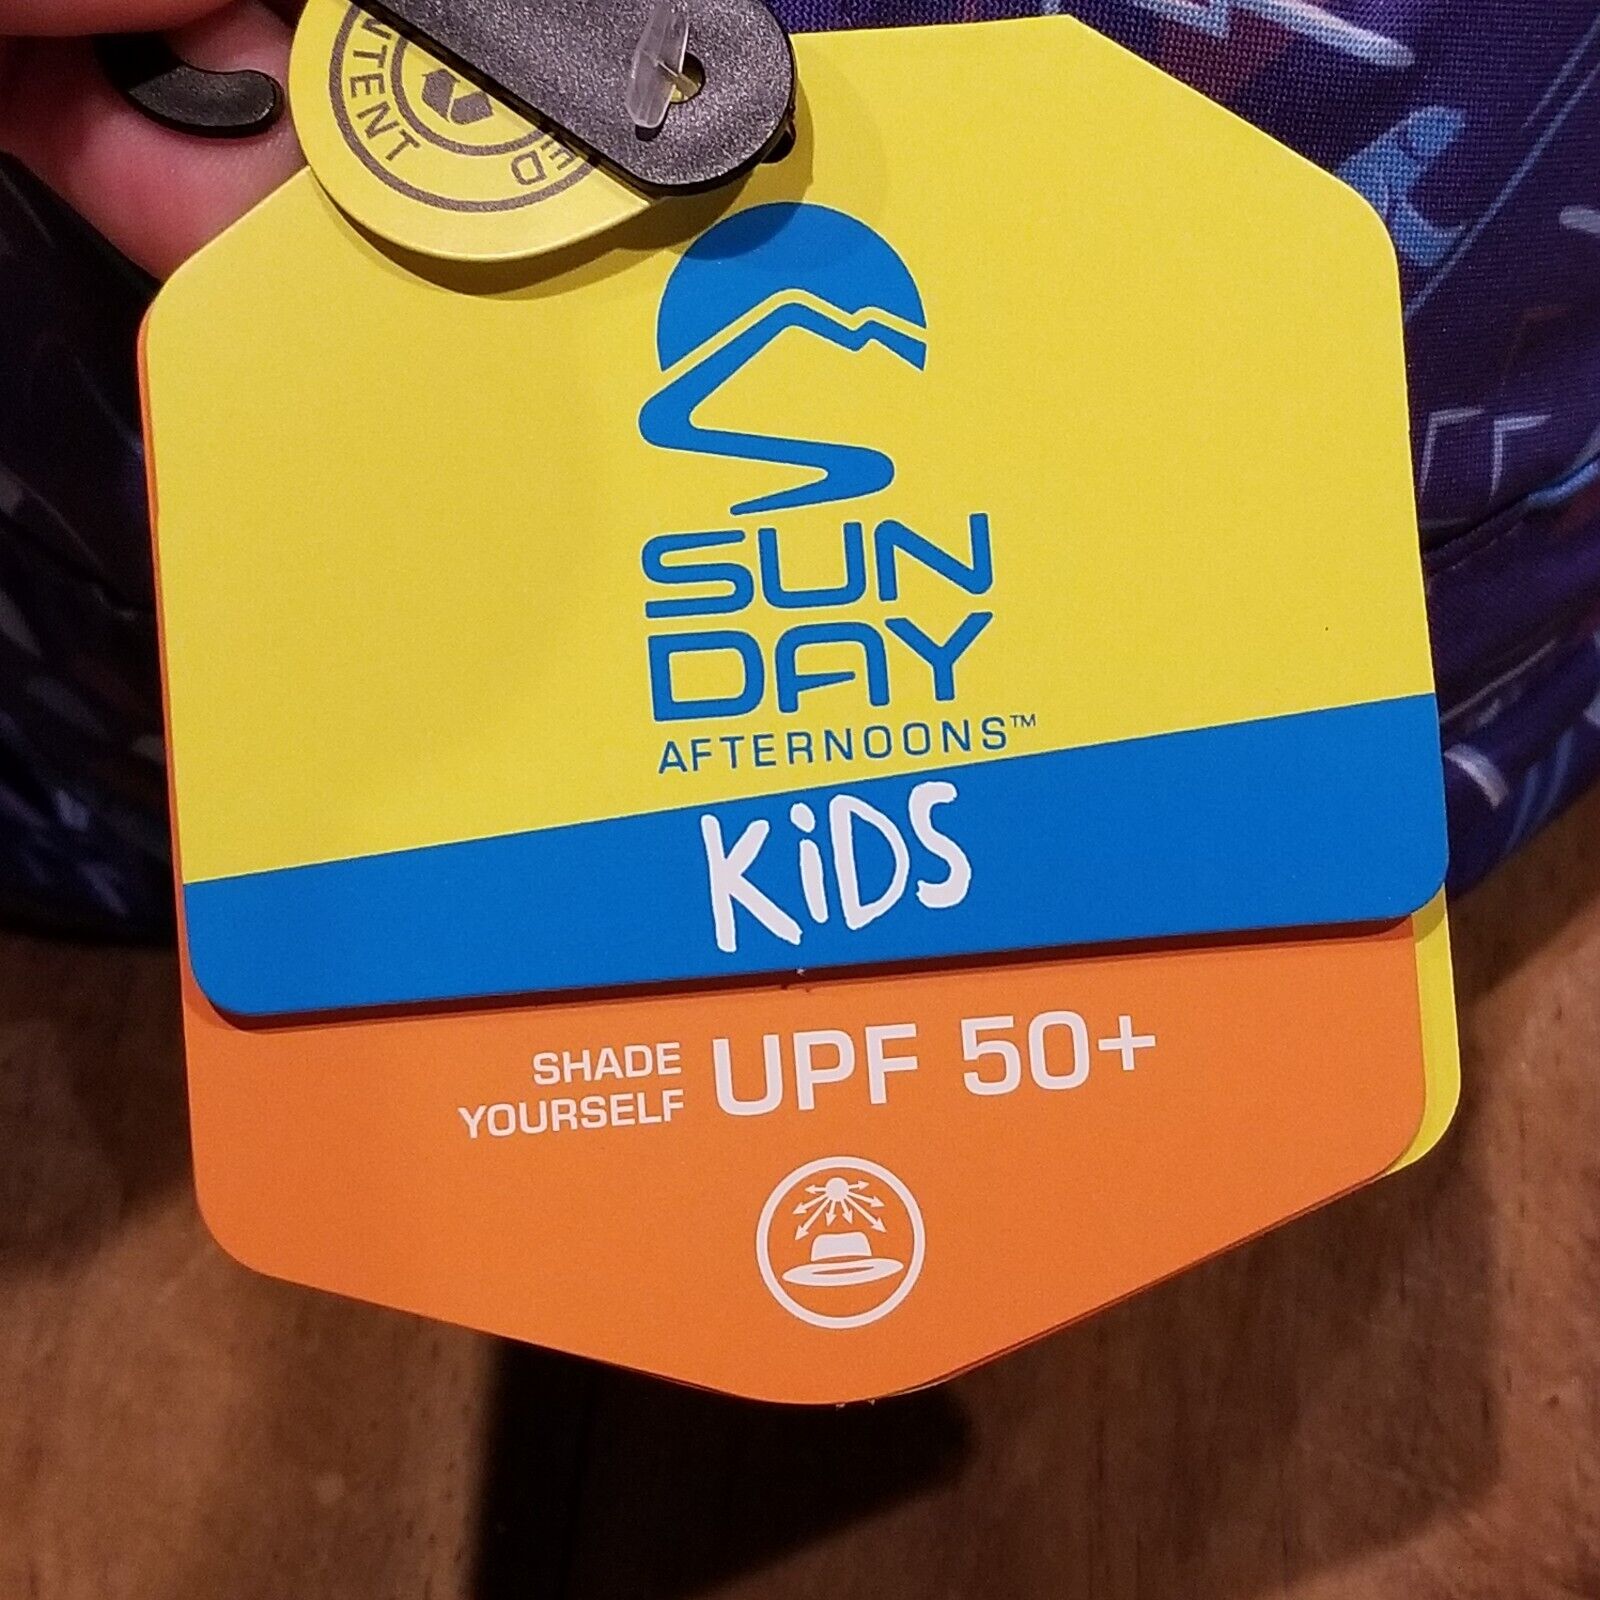 SUN
DAY
AFTERNOONS™
KiDS
SHADE
YOURSELF
UPF 50+